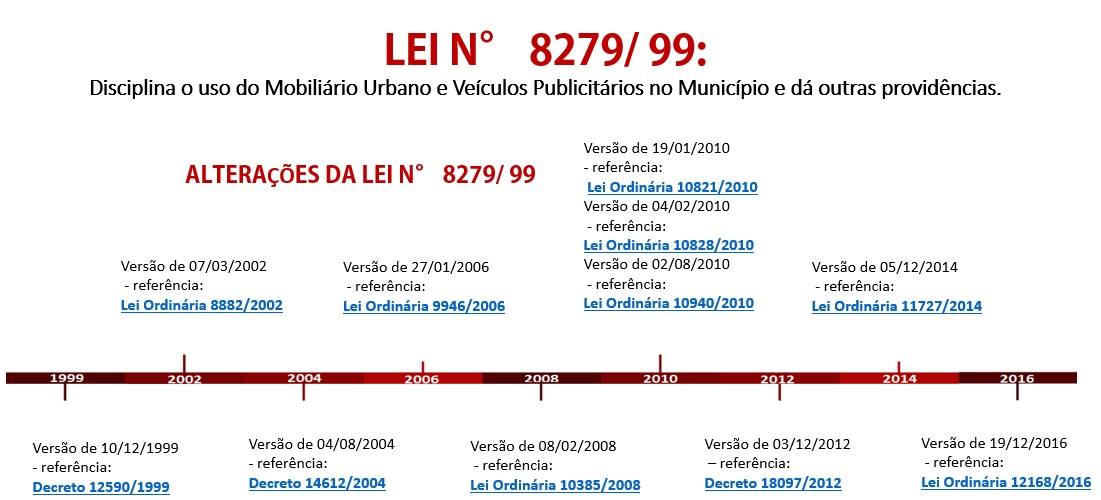 LEI N° 8279/ 99:
Disciplina o uso do Mobiliário Urbano e Veículos Publicitários no Município e dá outras providências.
ALTERAÇÕES DA LEI N° 8279/ 99
Versão de 19/01/2010
- referência:
Lei Ordinária 10821/2010
Versão de 04/02/2010
- referência:
Lei Ordinária 10828/2010
Versão de 02/08/2010
- referência:
Lei Ordinária 10940/2010
Versão de 07/03/2002
- referência:
Lei Ordinária 8882/2002
Versão de 27/01/2006
- referência:
Lei Ordinária 9946/2006
Versão de 05/12/2014
- referência:
Lei Ordinária 11727/2014
1999 2002 2004 2006 2008 2010 2012 2014 2016
Versão de 10/12/1999
- referência:
Decreto 12590/1999
Versão de 04/08/2004
- referência:
Decreto 14612/2004
Versão de 08/02/2008
- referência:
Lei Ordinária 10385/2008
Versão de 03/12/2012
– referência:
Decreto 18097/2012
Versão de 19/12/2016
- referência:
Lei Ordinária 12168/2016